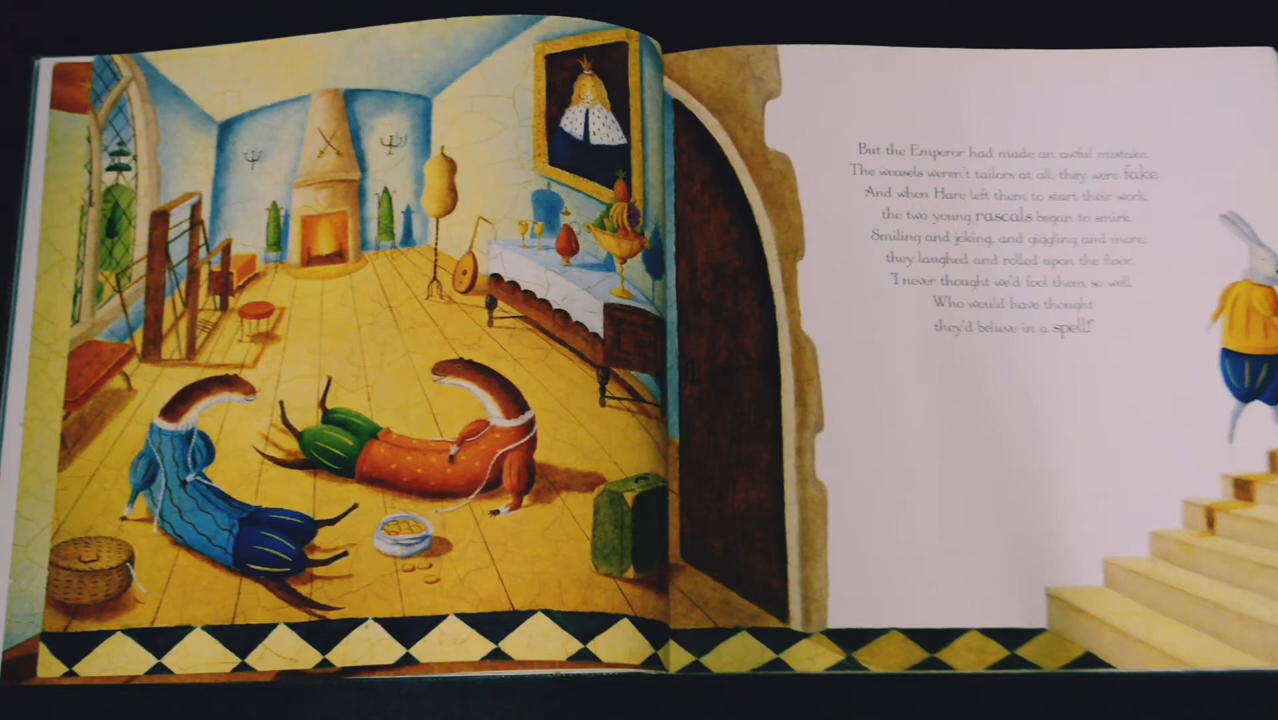 But the Emperor had made an awful mistake.
The weasels weren't tailors at all, they were fake
And when Hare left them to start their work,
the two young rascals began to smirk.
Smiling and joking, and giggling and more,
they laughed and rolled upon the floor.
"I never thought we'd fool them so well.
Who would have thought
they'd believe in a spell!"